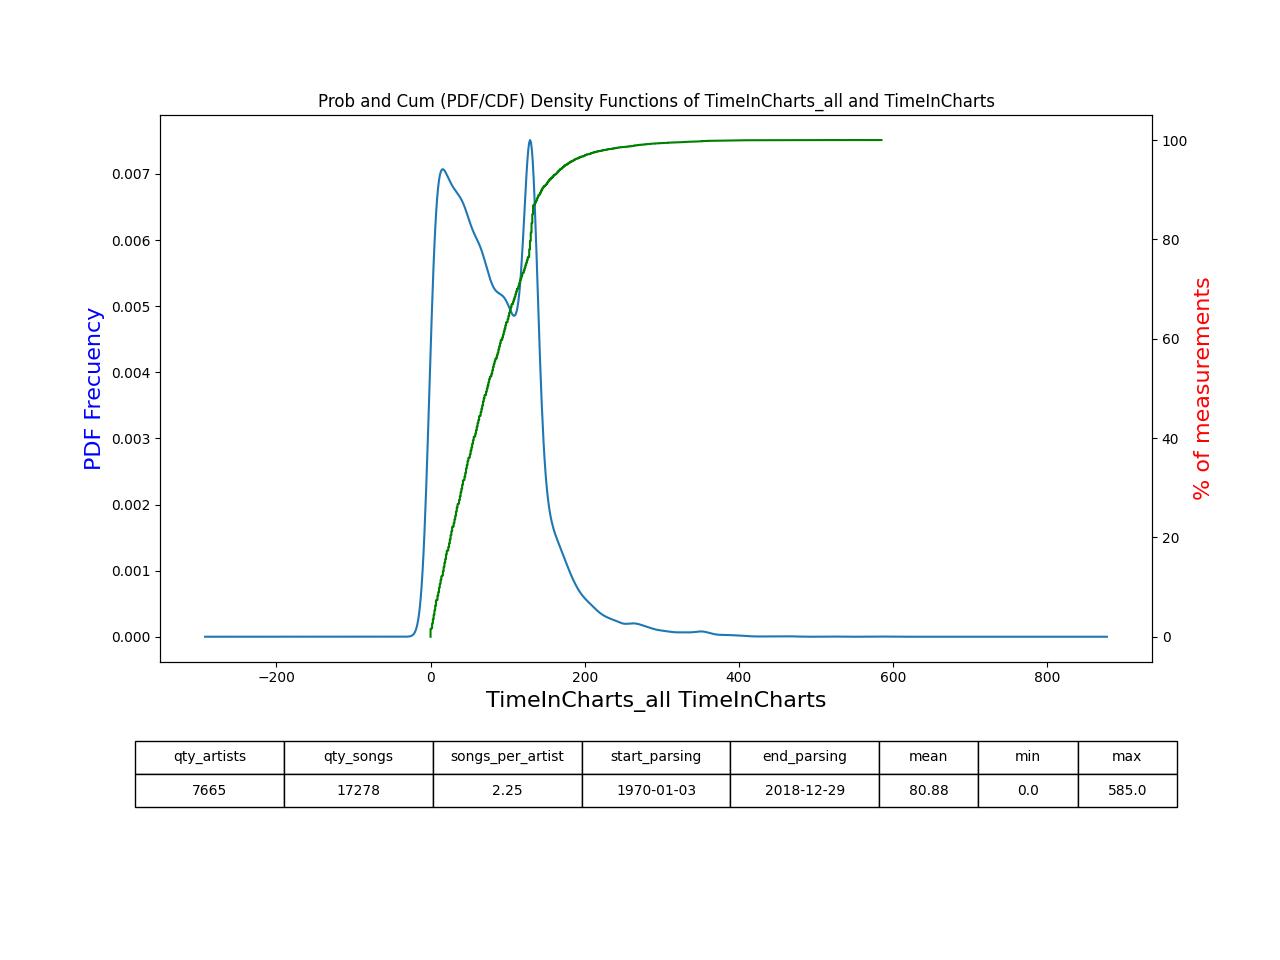 Prob and Cum (PDF/CDF) Density Functions of TimeInCharts_all and TimeInCharts
PDF Frecuency
0.007
0.006
0.005
0.004
0.003
0.002
0.001
0.000
100
80
60
40
20
0
% of measurements
−200 0 200 400 600 800
TimeInCharts_all TimeInCharts
qty_artists qty_songs songs_per_artist start_parsing end_parsing mean min max
7665 17278 2.25 1970-01-03 2018-12-29 80.88 0.0 585.0